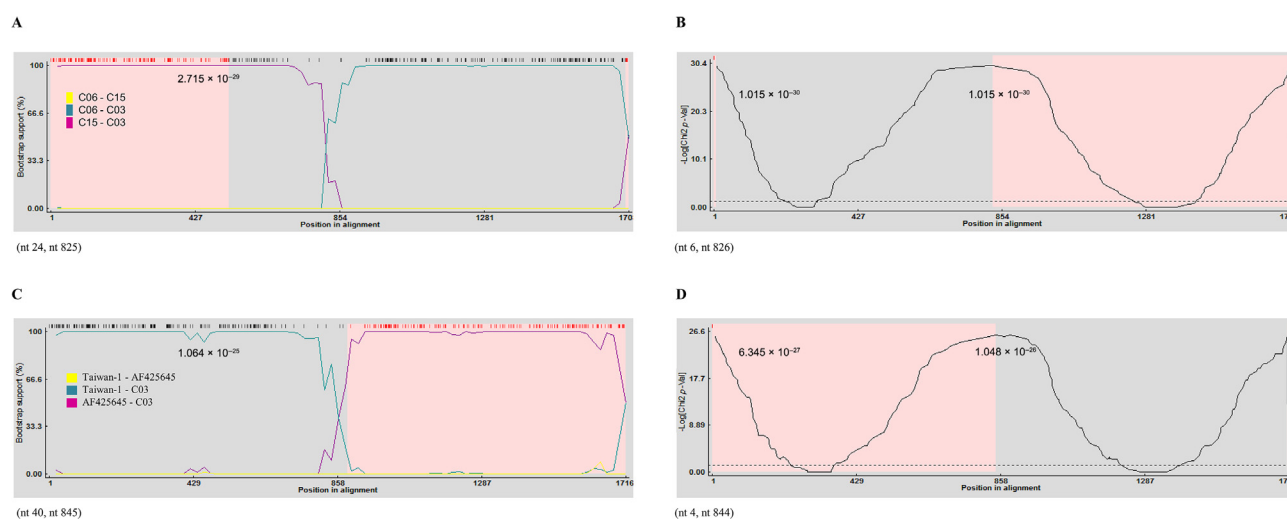 A
Bootstrap support (%)
100
66.6
33.3
0.00
2.715 × 10⁻²⁹
C06 - C15
C06 - C03
C15 - C03
1 427 854 1281 170
Position in alignment
(nt 24, nt 825)
B
-Log[Chi2 p-Val]
30.4
20.3
10.1
0.00
1.015 × 10⁻³⁰ 1.015 × 10⁻³⁰
1 427 854 1281 17
Position in alignment
(nt 6, nt 826)
C
Bootstrap support (%)
100
66.6
33.3
0.00
1.064 × 10⁻²⁵
Taiwan-1 - AF425645
Taiwan-1 - C03
AF425645 - C03
1 429 858 1287 1716
Position in alignment
(nt 40, nt 845)
D
-Log[Chi2 p-Val]
26.6
17.7
8.89
0.00
6.345 × 10⁻²⁷ 1.048 × 10⁻²⁶
1 429 858 1287 17
Position in alignment
(nt 4, nt 844)